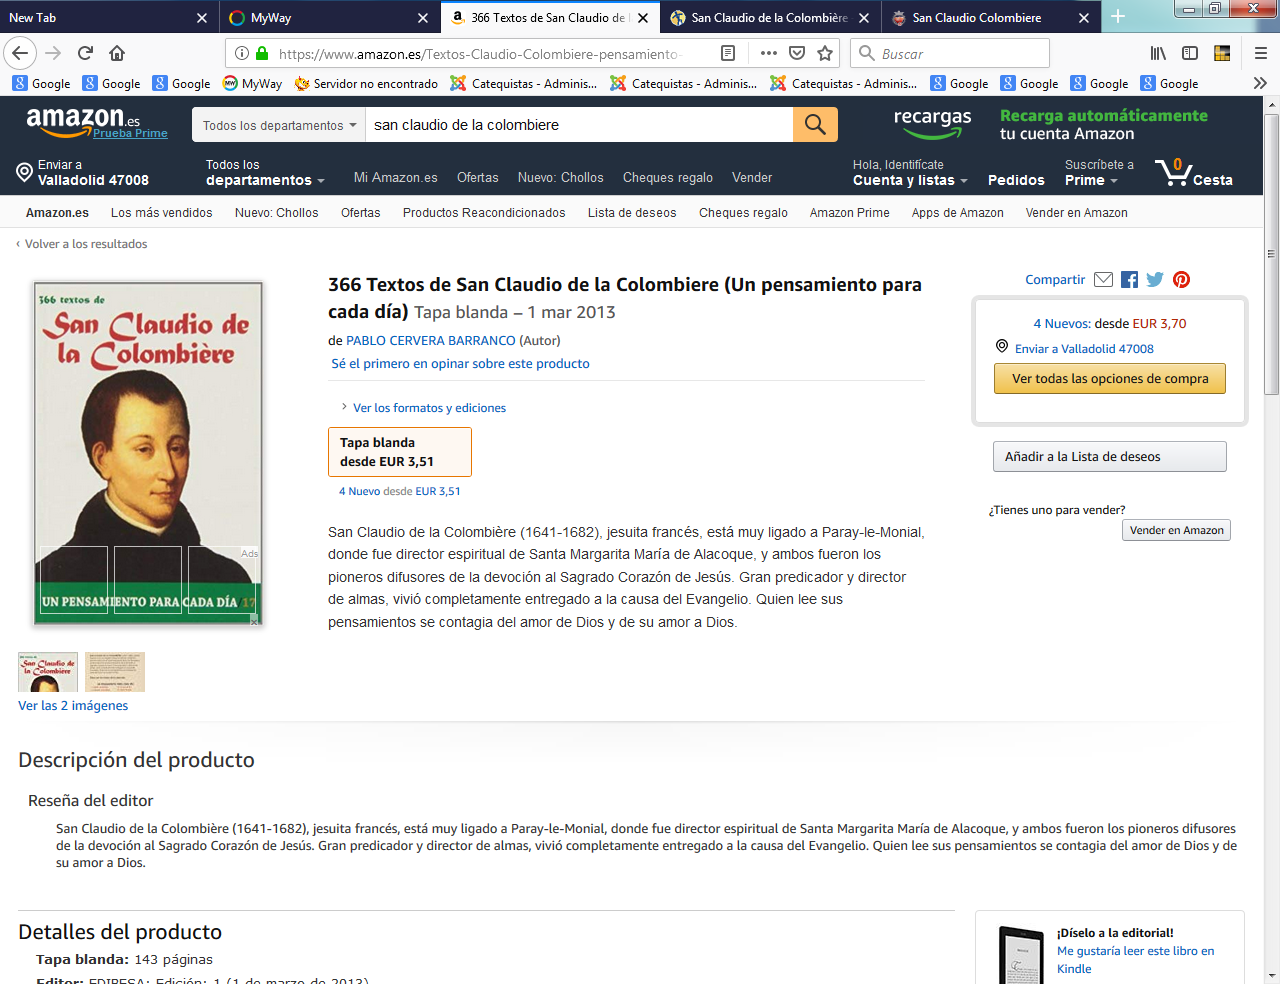 New Tab
MyWay
366 Textos de San Claudio de l
San Claudio de la Colombière
San Claudio Colombiere
https://www.amazon.es/Textos-Claudio-Colombiere-pensamiento-
Buscar
Google
Google
Google
MyWay
Servidor no encontrado
Catequistas - Adminis...
Catequistas - Adminis...
Catequistas - Adminis...
Google
Google
Google
Google
amazon.es
Prueba Prime
Todos los departamentos
san claudio de la colombiere
recargas
Recarga automáticamente
tu cuenta Amazon
Enviar a
Valladolid 47008
Todos los
departamentos
Mi Amazon.es
Ofertas
Nuevo: Chollos
Cheques regalo
Vender
Hola, Identifícate
Cuenta y listas
Pedidos
Suscríbete a
Prime
0
Cesta
Amazon.es
Los más vendidos
Nuevo: Chollos
Ofertas
Productos Reacondicionados
Lista de deseos
Cheques regalo
Amazon Prime
Apps de Amazon
Vender en Amazon
‹ Volver a los resultados
366 textos de
San Claudio de
la Colombière
Ads
UN PENSAMIENTO PARA CADA DÍA/17
San Claudio de
la Colombière
Ver las 2 imágenes
366 Textos de San Claudio de la Colombiere (Un pensamiento para
cada día) Tapa blanda – 1 mar 2013
de PABLO CERVERA BARRANCO (Autor)
Sé el primero en opinar sobre este producto
› Ver los formatos y ediciones
Tapa blanda
desde EUR 3,51
4 Nuevo desde EUR 3,51
San Claudio de la Colombière (1641-1682), jesuita francés, está muy ligado a Paray-le-Monial,
donde fue director espiritual de Santa Margarita María de Alacoque, y ambos fueron los
pioneros difusores de la devoción al Sagrado Corazón de Jesús. Gran predicador y director
de almas, vivió completamente entregado a la causa del Evangelio. Quien lee sus
pensamientos se contagia del amor de Dios y de su amor a Dios.
Compartir
4 Nuevos: desde EUR 3,70
Enviar a Valladolid 47008
Ver todas las opciones de compra
Añadir a la Lista de deseos
¿Tienes uno para vender?
Vender en Amazon
Descripción del producto
Reseña del editor
San Claudio de la Colombière (1641-1682), jesuita francés, está muy ligado a Paray-le-Monial, donde fue director espiritual de Santa Margarita María de Alacoque, y ambos fueron los pioneros difusores
de la devoción al Sagrado Corazón de Jesús. Gran predicador y director de almas, vivió completamente entregado a la causa del Evangelio. Quien lee sus pensamientos se contagia del amor de Dios y de
su amor a Dios.
Detalles del producto
Tapa blanda: 143 páginas
Editor: EDIBESA; Edición: 1 (1 de marzo de 2013)
¡Díselo a la editorial!
Me gustaría leer este libro en
Kindle